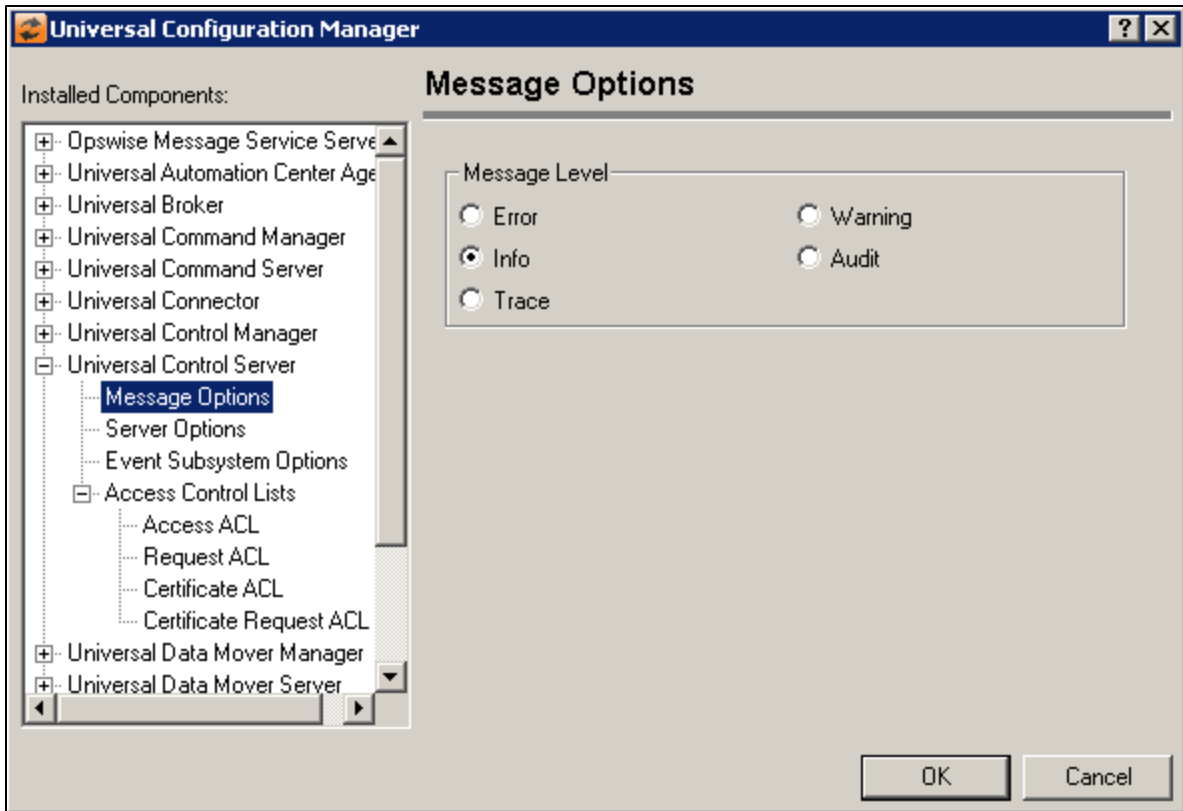 Universal Configuration Manager
?
Installed Components:
Opswise Message Service Serve
Universal Automation Center Age
Universal Broker
Universal Command Manager
Universal Command Server
Universal Connector
Universal Control Manager
Universal Control Server
Message Options
Server Options
Event Subsystem Options
Access Control Lists
Access ACL
Request ACL
Certificate ACL
Certificate Request ACL
Universal Data Mover Manager
Universal Data Mover Server
Message Options
Message Level
Error
Warning
Info
Audit
Trace
OK
Cancel